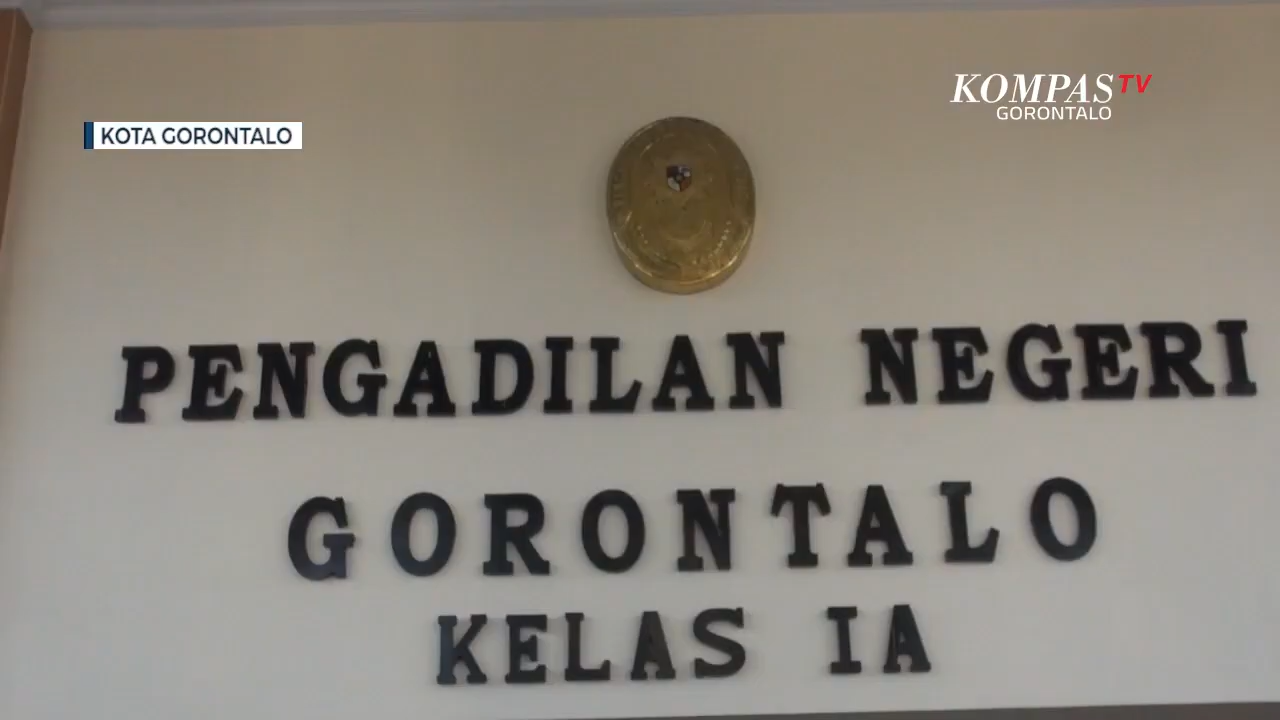 KOMPAS TV
GORONTALO
KOTA GORONTALO
PENGADILAN NEGERI
GORONTALO
KELAS IA